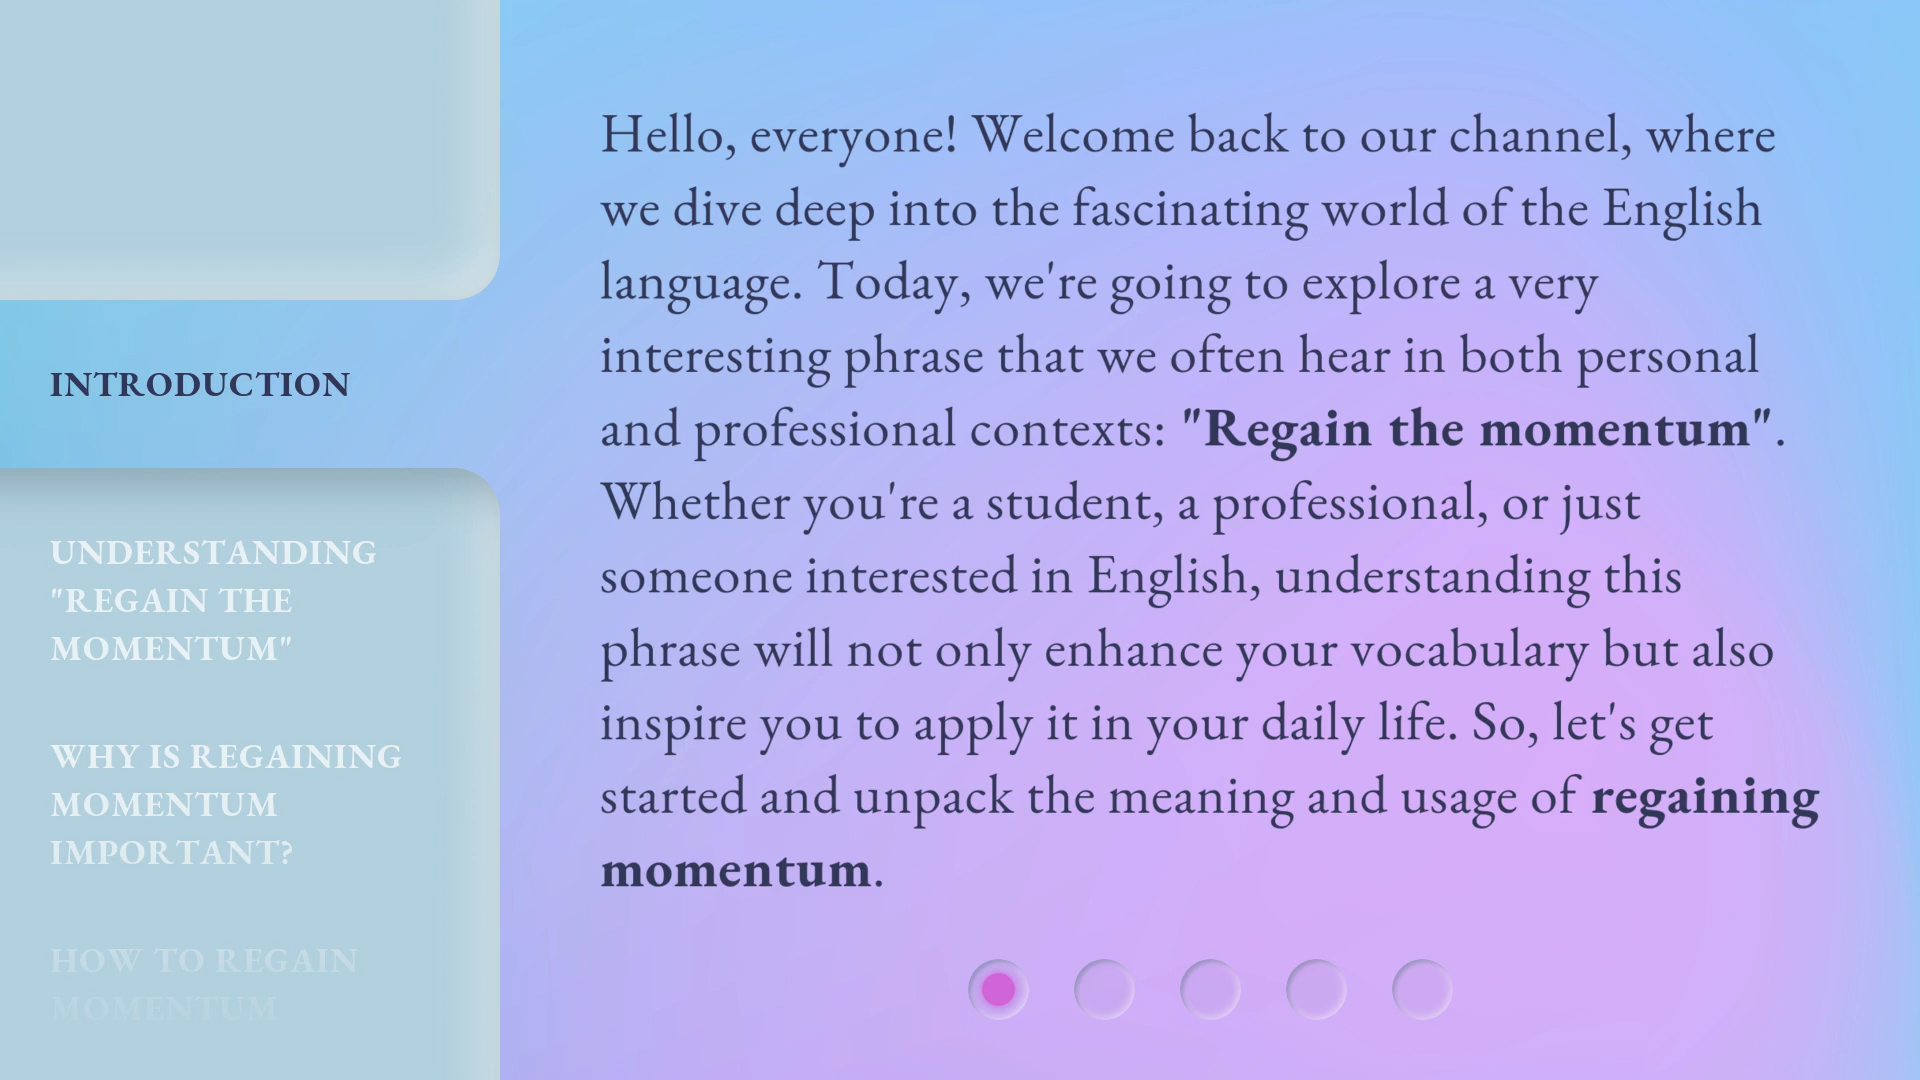 INTRODUCTION
UNDERSTANDING
"REGAIN THE
MOMENTUM"
WHY IS REGAINING
MOMENTUM
IMPORTANT?
HOW TO REGAIN
MOMENTUM
Hello, everyone! Welcome back to our channel, where
we dive deep into the fascinating world of the English
language. Today, we're going to explore a very
interesting phrase that we often hear in both personal
and professional contexts: "Regain the momentum".
Whether you're a student, a professional, or just
someone interested in English, understanding this
phrase will not only enhance your vocabulary but also
inspire you to apply it in your daily life. So, let's get
started and unpack the meaning and usage of regaining
momentum.